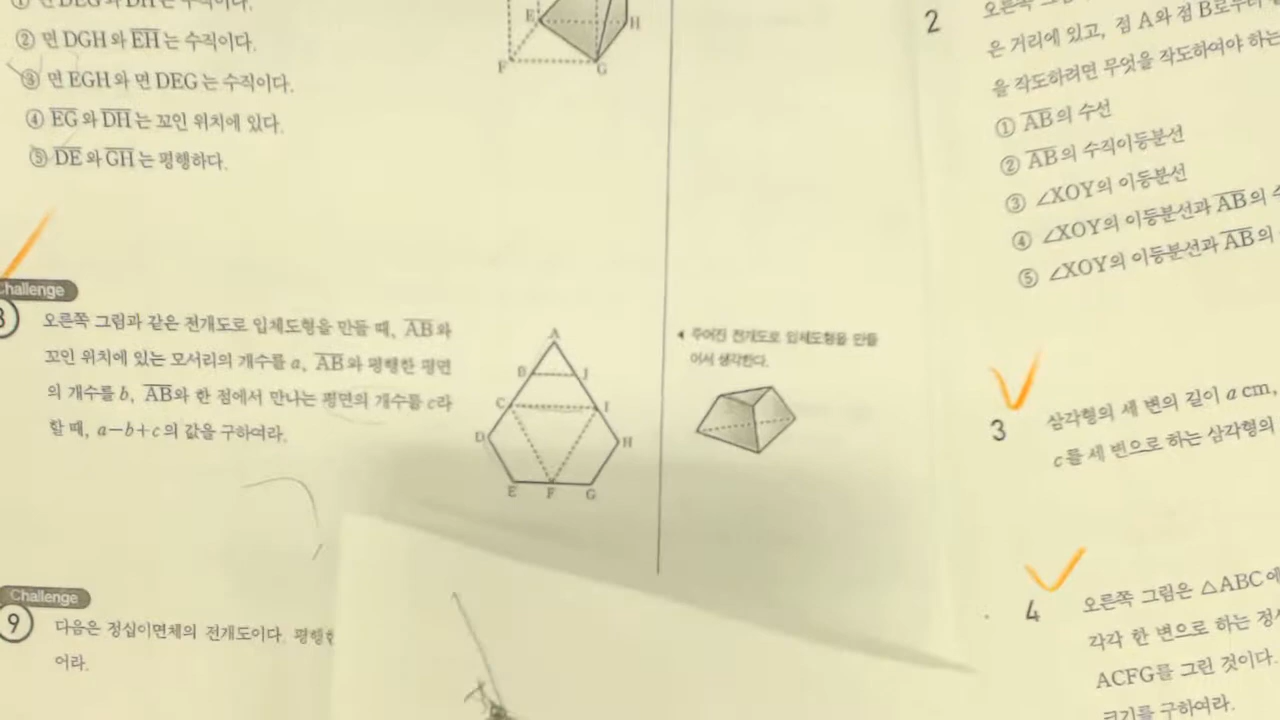 ② 면 DGH와 EH는 수직이다.
③ 면 EGH와 면 DEG는 수직이다.
④ EG와 DH는 꼬인 위치에 있다.
⑤ DE와 GH는 평행하다.
E
H
F
G
Challenge
오른쪽 그림과 같은 전개도로 입체도형을 만들 때, AB와
꼬인 위치에 있는 모서리의 개수를 a, AB와 평행한 평면
의 개수를 b, AB와 한 점에서 만나는 평면의 개수를 c라
할 때, a-b+c의 값을 구하여라.
A
B J
C I
D H
E F G
◀ 주어진 전개도로 입체도형을 만들
어서 생각한다.
Challenge
9 다음은 정십이면체의 전개도이다. 평행한
어라.
2 오른쪽
은 거리에 있고, 점 A와 점 B로부터
을 작도하려면 무엇을 작도하여야 하는
① AB의 수선
② AB의 수직이등분선
③ ∠XOY의 이등분선
④ ∠XOY의 이등분선과 AB의
⑤ ∠XOY의 이등분선과 AB의
3 삼각형의 세 변의 길이 a cm,
c를 세 변으로 하는 삼각형의
4 오른쪽 그림은 △ABC에
각각 한 변으로 하는
ACFG를 그린 것이다.
크기를 구하여라.